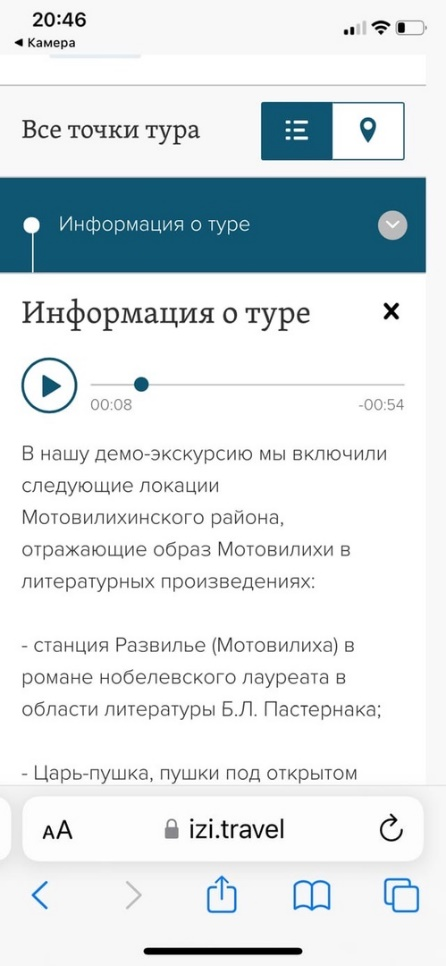 20:46
◀ Камера
Все точки тура
Информация о туре
Информация о туре
00:08
-00:54
В нашу демо-экскурсию мы включили
следующие локации
Мотовилихинского района,
отражающие образ Мотовилихи в
литературных произведениях:
- станция Развилье (Мотовилиха) в
романе нобелевского лауреата в
области литературы Б.Л. Пастернака;
- Царь-пушка, пушки под открытом
AA
izi.travel